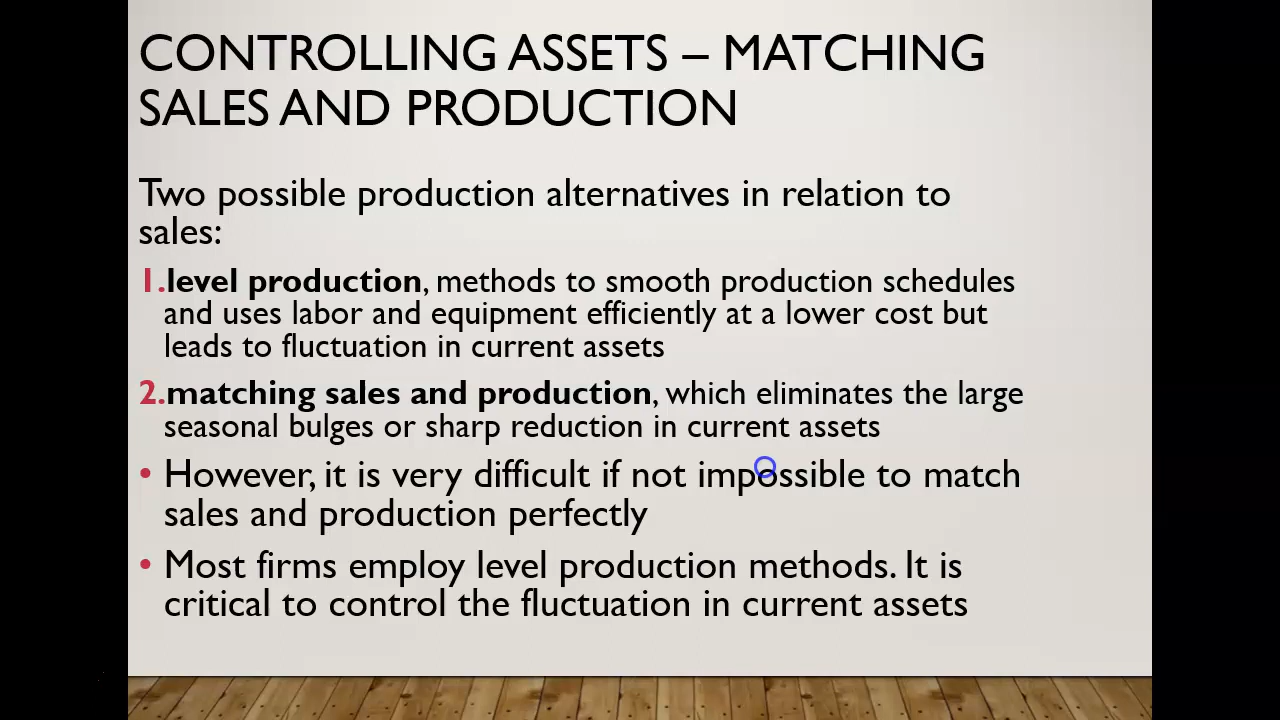 CONTROLLING ASSETS – MATCHING
SALES AND PRODUCTION
Two possible production alternatives in relation to
sales:
1.level production, methods to smooth production schedules
and uses labor and equipment efficiently at a lower cost but
leads to fluctuation in current assets
2.matching sales and production, which eliminates the large
seasonal bulges or sharp reduction in current assets
• However, it is very difficult if not impossible to match
sales and production perfectly
• Most firms employ level production methods. It is
critical to control the fluctuation in current assets